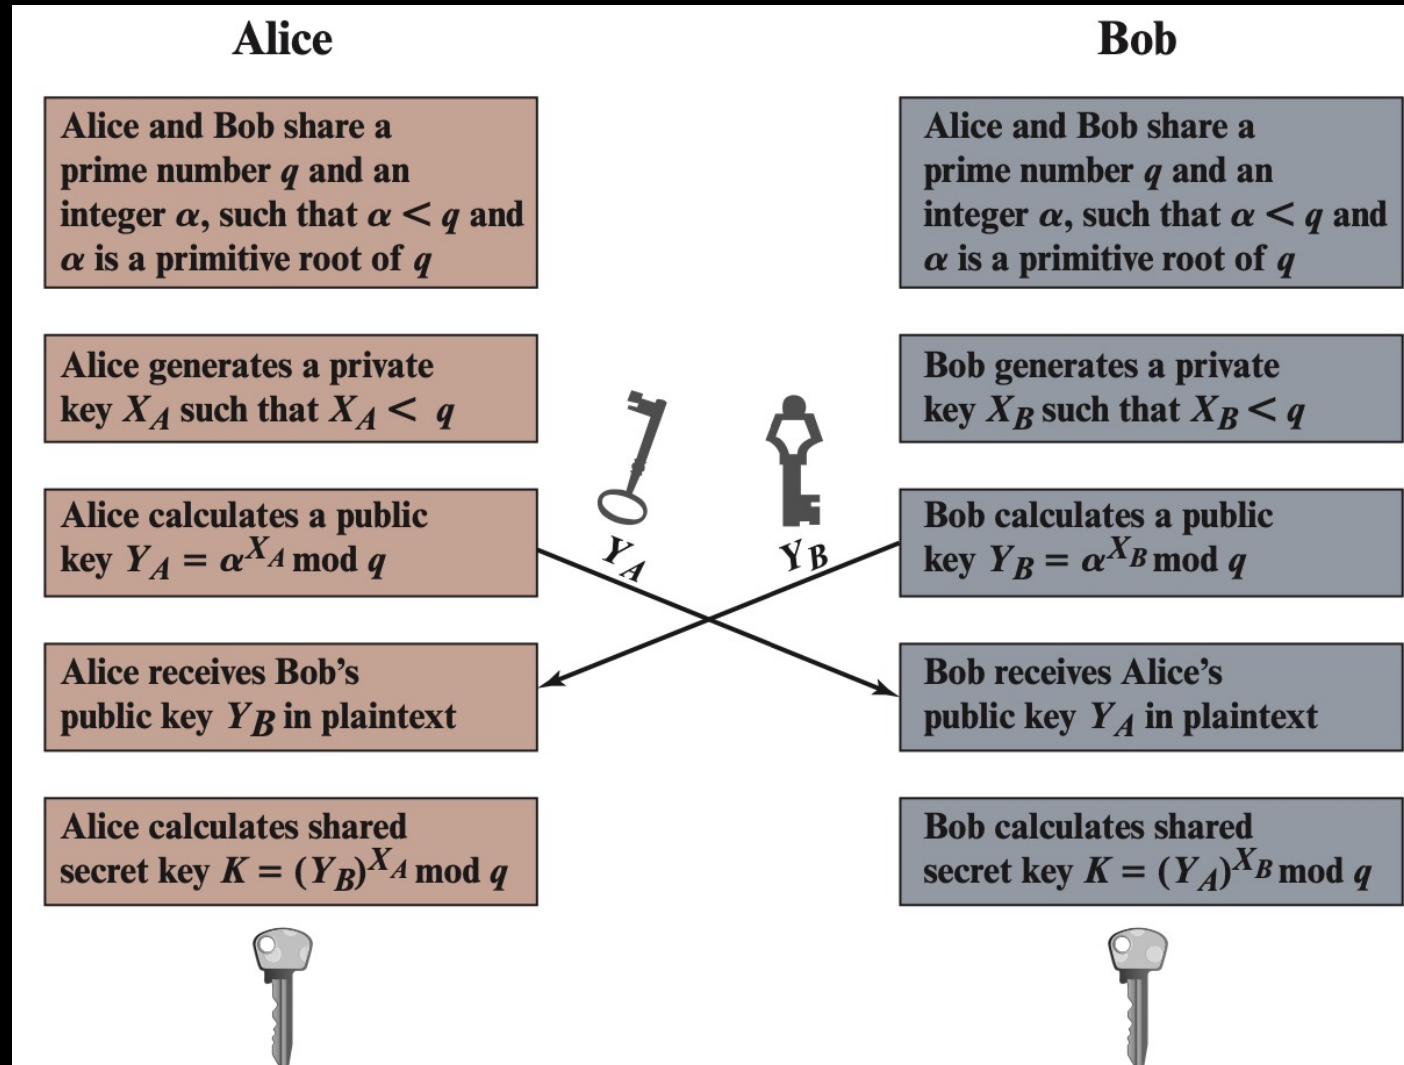 Alice
Bob
Alice and Bob share a
prime number q and an
integer α, such that α < q and
α is a primitive root of q
Alice and Bob share a
prime number q and an
integer α, such that α < q and
α is a primitive root of q
Alice generates a private
key X_A such that X_A < q
Bob generates a private
key X_B such that X_B < q
Alice calculates a public
key Y_A = α^{X_A} mod q
Y_A
Y_B
Bob calculates a public
key Y_B = α^{X_B} mod q
Alice receives Bob’s
public key Y_B in plaintext
Bob receives Alice’s
public key Y_A in plaintext
Alice calculates shared
secret key K = (Y_B)^{X_A} mod q
Bob calculates shared
secret key K = (Y_A)^{X_B} mod q